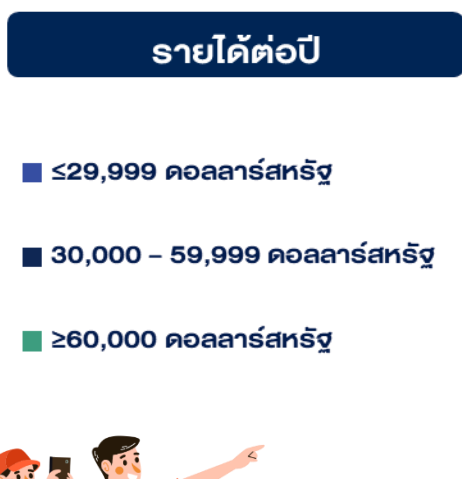 รายได้ต่อปี
≤29,999 ดอลลาร์สหรัฐ
30,000 – 59,999 ดอลลาร์สหรัฐ
≥60,000 ดอลลาร์สหรัฐ